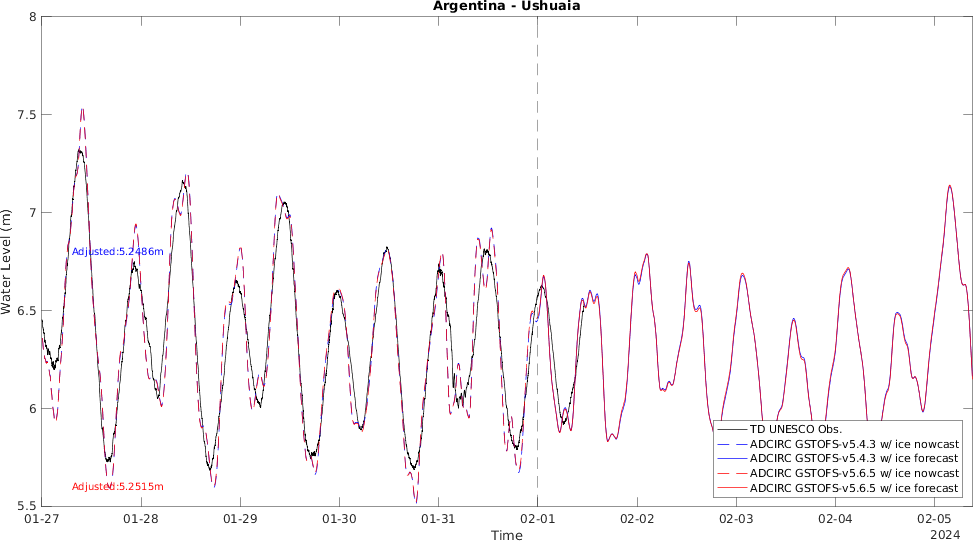 Argentina - Ushuaia
8
7.5
7
6.5
6
5.5
Water Level (m)
Adjusted:5.2486m
Adjusted:5.2515m
TD UNESCO Obs.
ADCIRC GSTOFS-v5.4.3 w/ ice nowcast
ADCIRC GSTOFS-v5.4.3 w/ ice forecast
ADCIRC GSTOFS-v5.6.5 w/ ice nowcast
ADCIRC GSTOFS-v5.6.5 w/ ice forecast
01-27 01-28 01-29 01-30 01-31 02-01 02-02 02-03 02-04 02-05
Time
2024